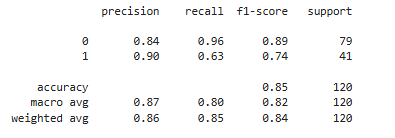 precision recall f1-score support
0 0.84 0.96 0.89 79
1 0.90 0.63 0.74 41
accuracy 0.85 120
macro avg 0.87 0.80 0.82 120
weighted avg 0.86 0.85 0.84 120